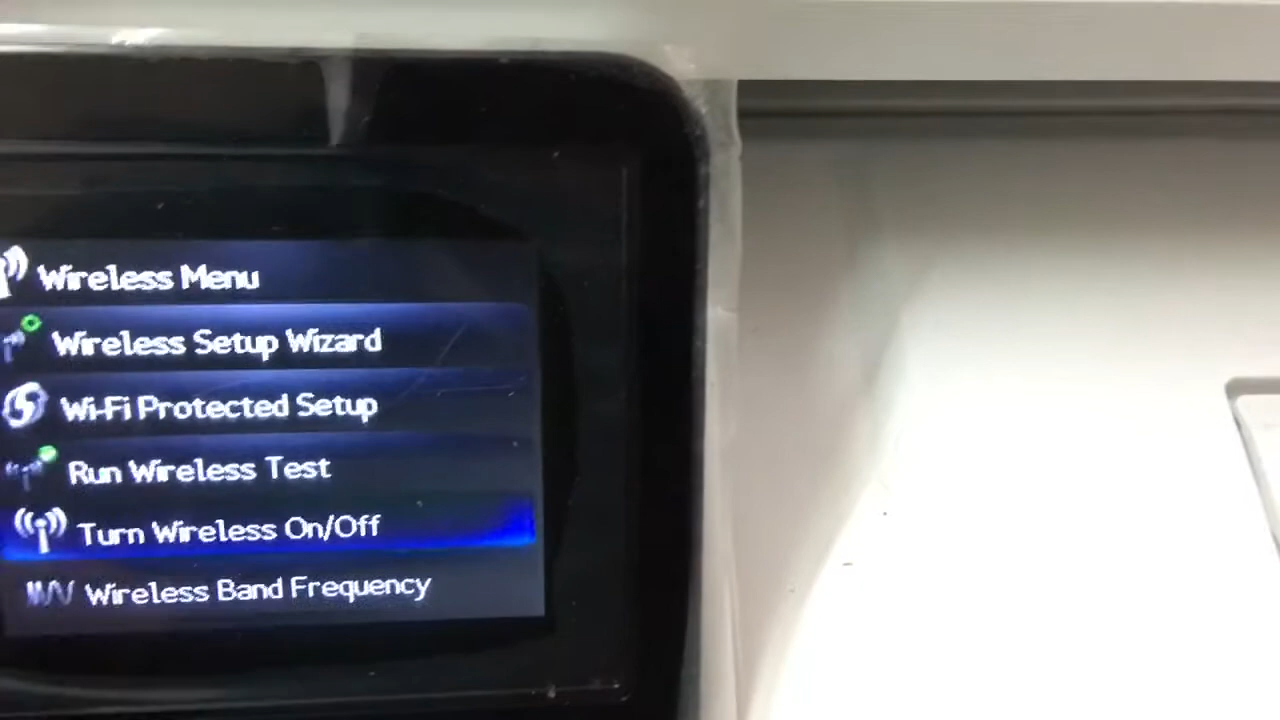 Wireless Menu
Wireless Setup Wizard
Wi-Fi Protected Setup
Run Wireless Test
Turn Wireless On/Off
Wireless Band Frequency